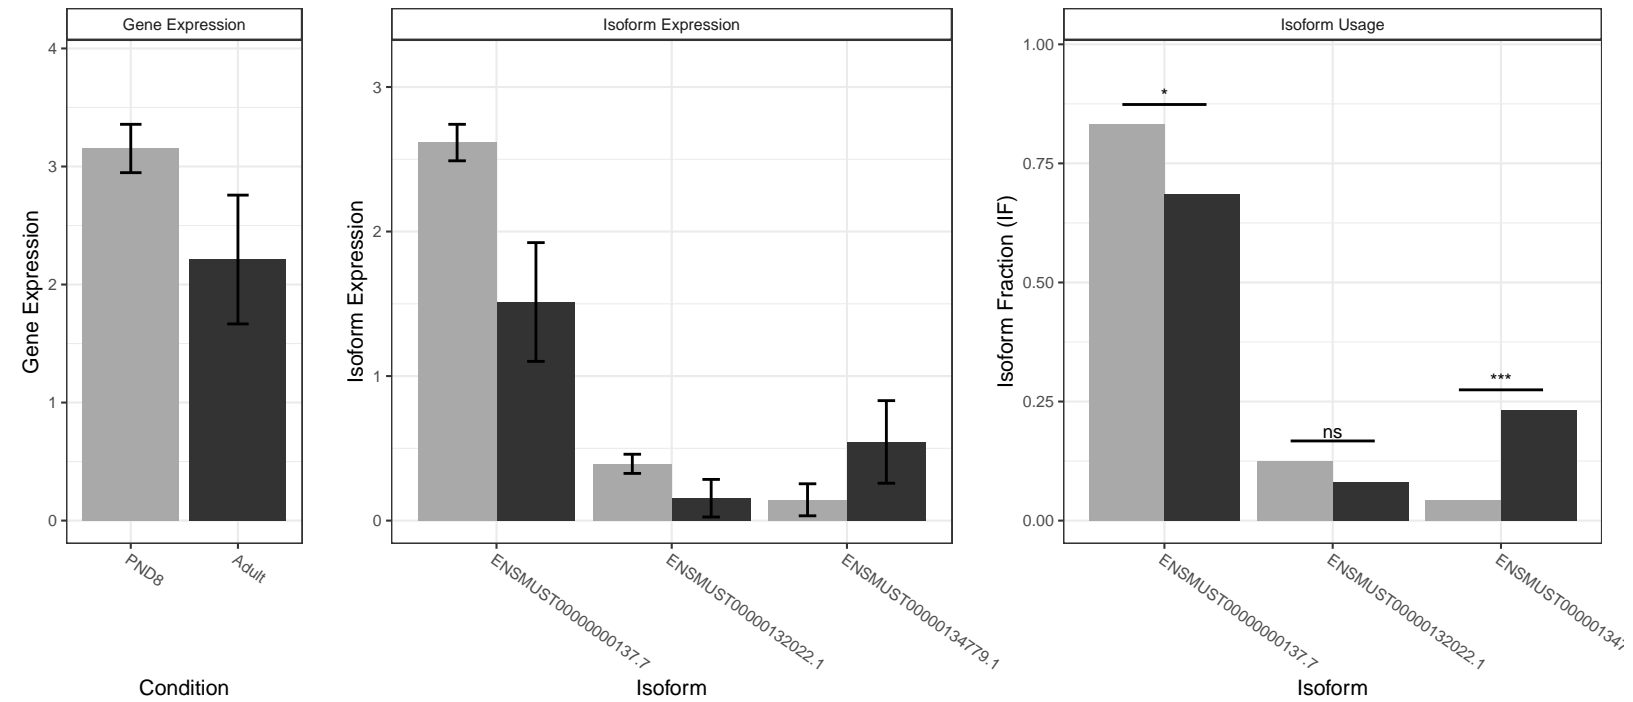 Gene Expression
Isoform Expression
Isoform Usage
Gene Expression
4
3
2
1
0
PND8
Adult
Condition
Isoform Expression
3
2
1
0
ENSMUST00000000137.7
ENSMUST00000132022.1
ENSMUST00000134779.1
Isoform
Isoform Fraction (IF)
1.00
0.75
0.50
0.25
0.00
*
ns
***
ENSMUST00000000137.7
ENSMUST00000132022.1
ENSMUST000001347
Isoform